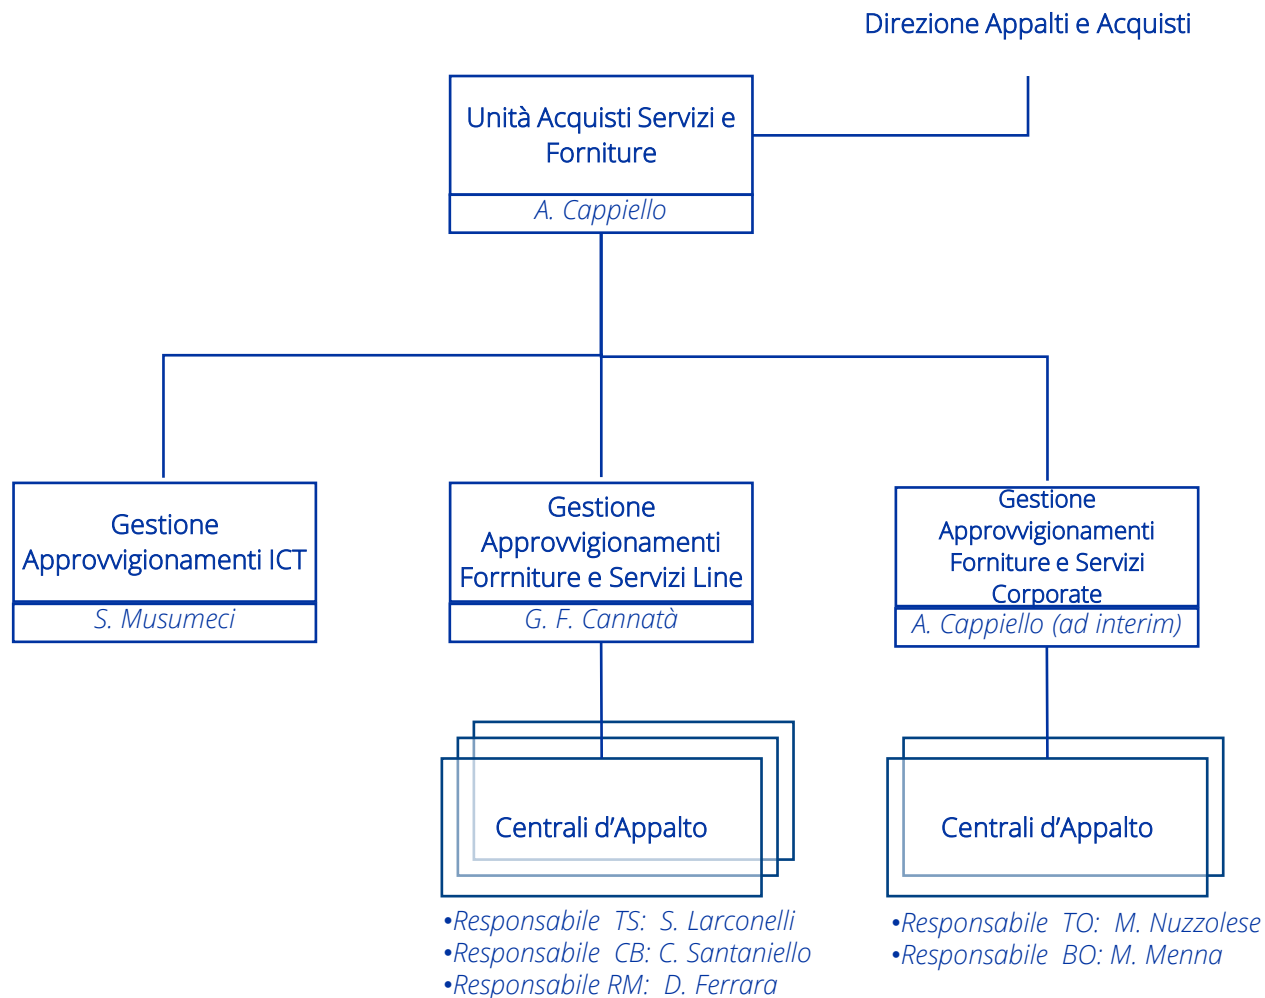 Direzione Appalti e Acquisti
Unità Acquisti Servizi e
Forniture
A. Cappiello
Gestione
Approvvigionamenti ICT
S. Musumeci
Gestione
Approvvigionamenti
Forrniture e Servizi Line
G. F. Cannatà
Gestione
Approvvigionamenti
Forniture e Servizi
Corporate
A. Cappiello (ad interim)
Centrali d’Appalto
•Responsabile TS: S. Larconelli
•Responsabile CB: C. Santaniello
•Responsabile RM: D. Ferrara
Centrali d’Appalto
•Responsabile TO: M. Nuzzolese
•Responsabile BO: M. Menna